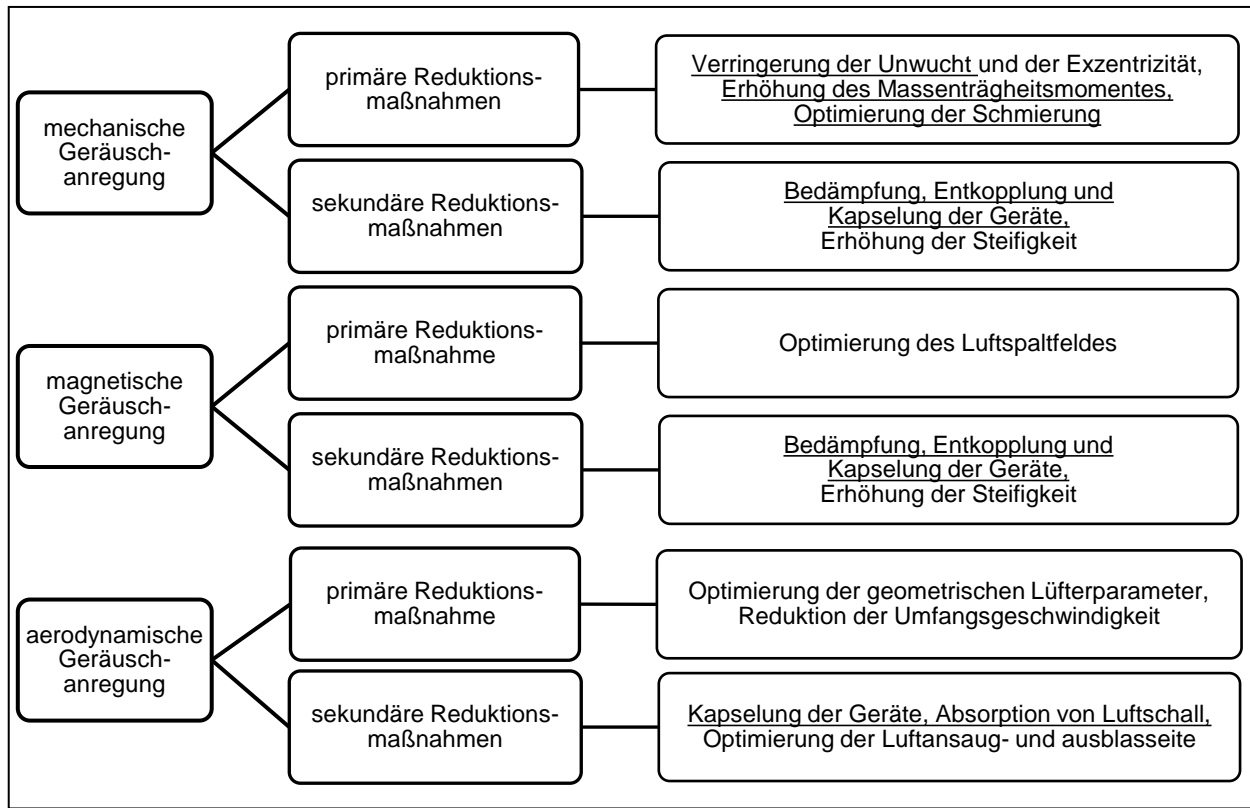 mechanische
Geräusch-
anregung
primäre Reduktions-
maßnahmen
Verringerung der Unwucht und der Exzentrizität,
Erhöhung des Massenträgheitsmomentes,
Optimierung der Schmierung
sekundäre Reduktions-
maßnahmen
Bedämpfung, Entkopplung und
Kapselung der Geräte,
Erhöhung der Steifigkeit
magnetische
Geräusch-
anregung
primäre Reduktions-
maßnahme
Optimierung des Luftspaltfeldes
sekundäre Reduktions-
maßnahmen
Bedämpfung, Entkopplung und
Kapselung der Geräte,
Erhöhung der Steifigkeit
aerodynamische
Geräusch-
anregung
primäre Reduktions-
maßnahme
Optimierung der geometrischen Lüfterparameter,
Reduktion der Umfangsgeschwindigkeit
sekundäre Reduktions-
maßnahmen
Kapselung der Geräte, Absorption von Luftschall,
Optimierung der Luftansaug- und ausblasseite